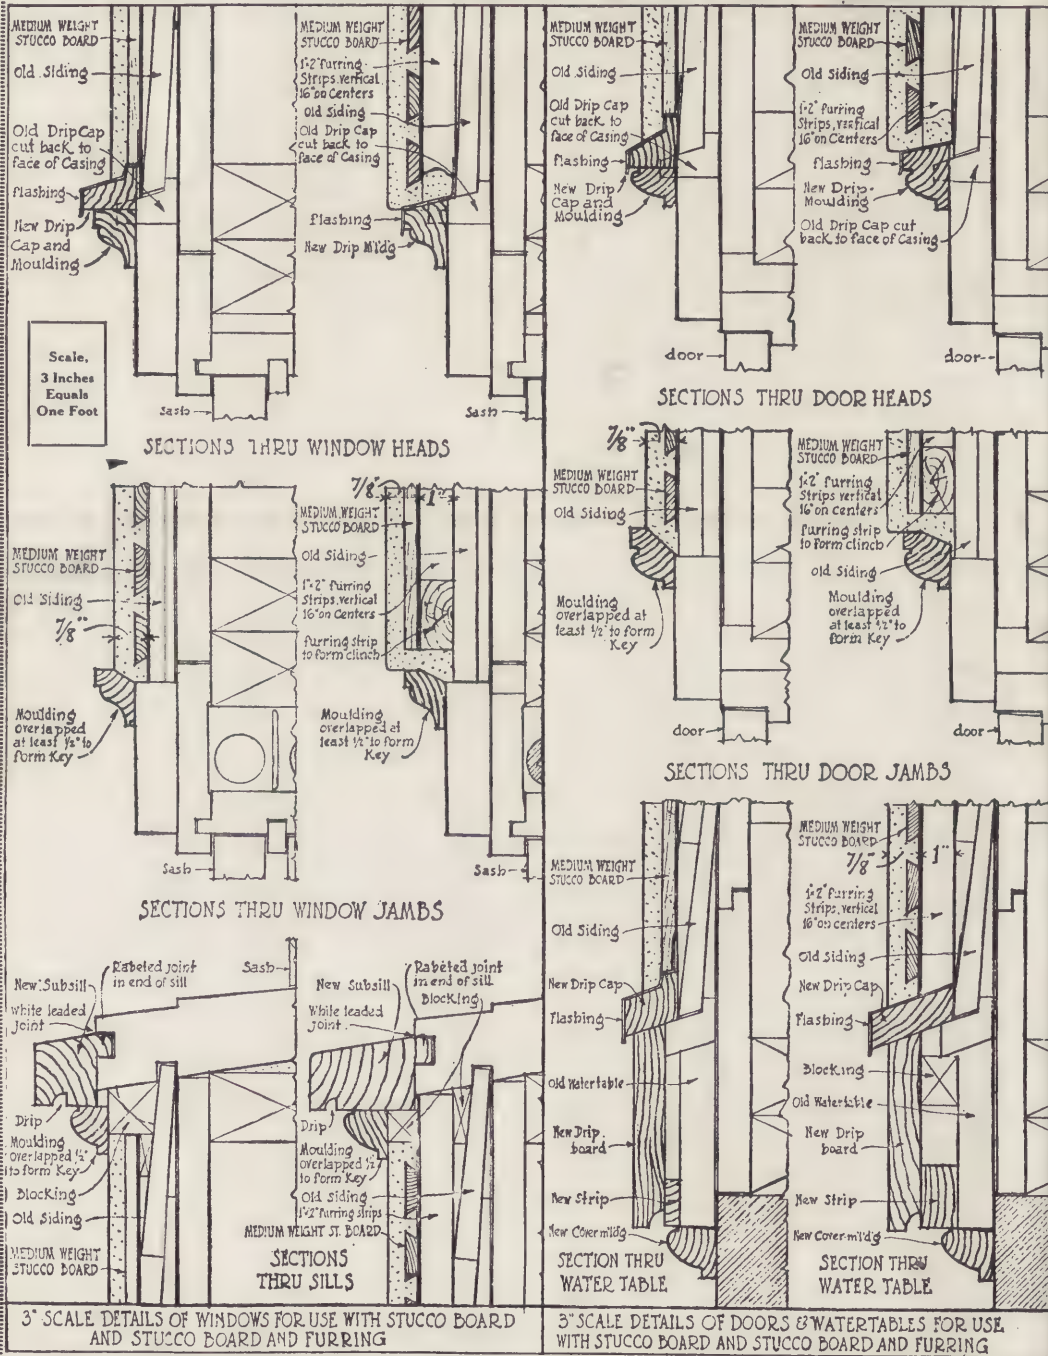 MEDIUM WEIGHT
STUCCO BOARD
Old Siding
Old Drip Cap
cut back to
face of Casing
flashing
New Drip
Cap and
Moulding
MEDIUM WEIGHT
STUCCO BOARD
1×2" furring
Strips, vertical
16" on Centers
Old Siding
Old Drip Cap
cut back to
face of Casing
flashing
New Drip M'l'd'g
Scale,
3 Inches
Equals
One Foot
Sash
Sash
SECTIONS THRU WINDOW HEADS
MEDIUM WEIGHT
STUCCO BOARD
Old Siding
Old Drip Cap
cut back to
face of Casing
flashing
New Drip
Cap and
Moulding
MEDIUM WEIGHT
STUCCO BOARD
Old Siding
1×2" furring
Strips, vertical
16" on Centers
flashing
New Drip-
Moulding
Old Drip Cap cut
back to face of Casing
door
door
SECTIONS THRU DOOR HEADS
MEDIUM WEIGHT
STUCCO BOARD
Old Siding
7/8"
Moulding
overlapped
at least 1/2" to
form Key
7/8" 1"
MEDIUM WEIGHT
STUCCO BOARD
Old Siding
1×2" furring
Strips, vertical
16" on Centers
furring strip
to form clinch
Moulding
overlapped at
least 1/2" to form
Key
Sash
Sash
SECTIONS THRU WINDOW JAMBS
7/8"
MEDIUM WEIGHT
STUCCO BOARD
Old Siding
Moulding
overlapped at
least 1/2" to form
Key
MEDIUM WEIGHT
STUCCO BOARD
1×2" furring
Strips vertical
16" on Centers
furring strip
to form clinch
Old Siding
Moulding
overlapped
at least 1/2" to
form Key
door
door
SECTIONS THRU DOOR JAMBS
Rabeted joint
in end of sill
Sash
New Subsill
White leaded
joint
Drip
Moulding
overlapped 1/2"
to form Key
Blocking
Old Siding
MEDIUM WEIGHT
STUCCO BOARD
Rabeted joint
in end of sill
Blocking
New Subsill
White leaded
joint
Drip
Moulding
overlapped 1/2"
to form Key
Old Siding
1×2" furring strips
MEDIUM WEIGHT ST. BOARD
SECTIONS
THRU SILLS
MEDIUM WEIGHT
STUCCO BOARD
Old Siding
New Drip Cap
Flashing
Old Watertable
New Drip
board
New Strip
New Cover m'l'd'g
SECTION THRU
WATER TABLE
MEDIUM WEIGHT
STUCCO BOARD
7/8" 1"
1×2" furring
Strips, vertical
16" on centers
Old Siding
New Drip Cap
Flashing
Blocking
Old Watertable
New Drip
board
New Strip
New Cover m'l'd'g
SECTION THRU
WATER TABLE
3" SCALE DETAILS OF WINDOWS FOR USE WITH STUCCO BOARD
AND STUCCO BOARD AND FURRING
3" SCALE DETAILS OF DOORS & WATERTABLES FOR USE
WITH STUCCO BOARD AND STUCCO BOARD AND FURRING